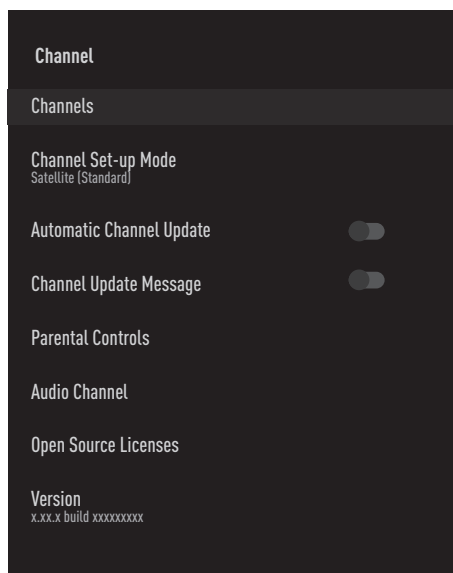 Channel
Channels
Channel Set-up Mode
Satellite (Standard)
Automatic Channel Update
Channel Update Message
Parental Controls
Audio Channel
Open Source Licenses
Version
x.xx.x build xxxxxxxxx